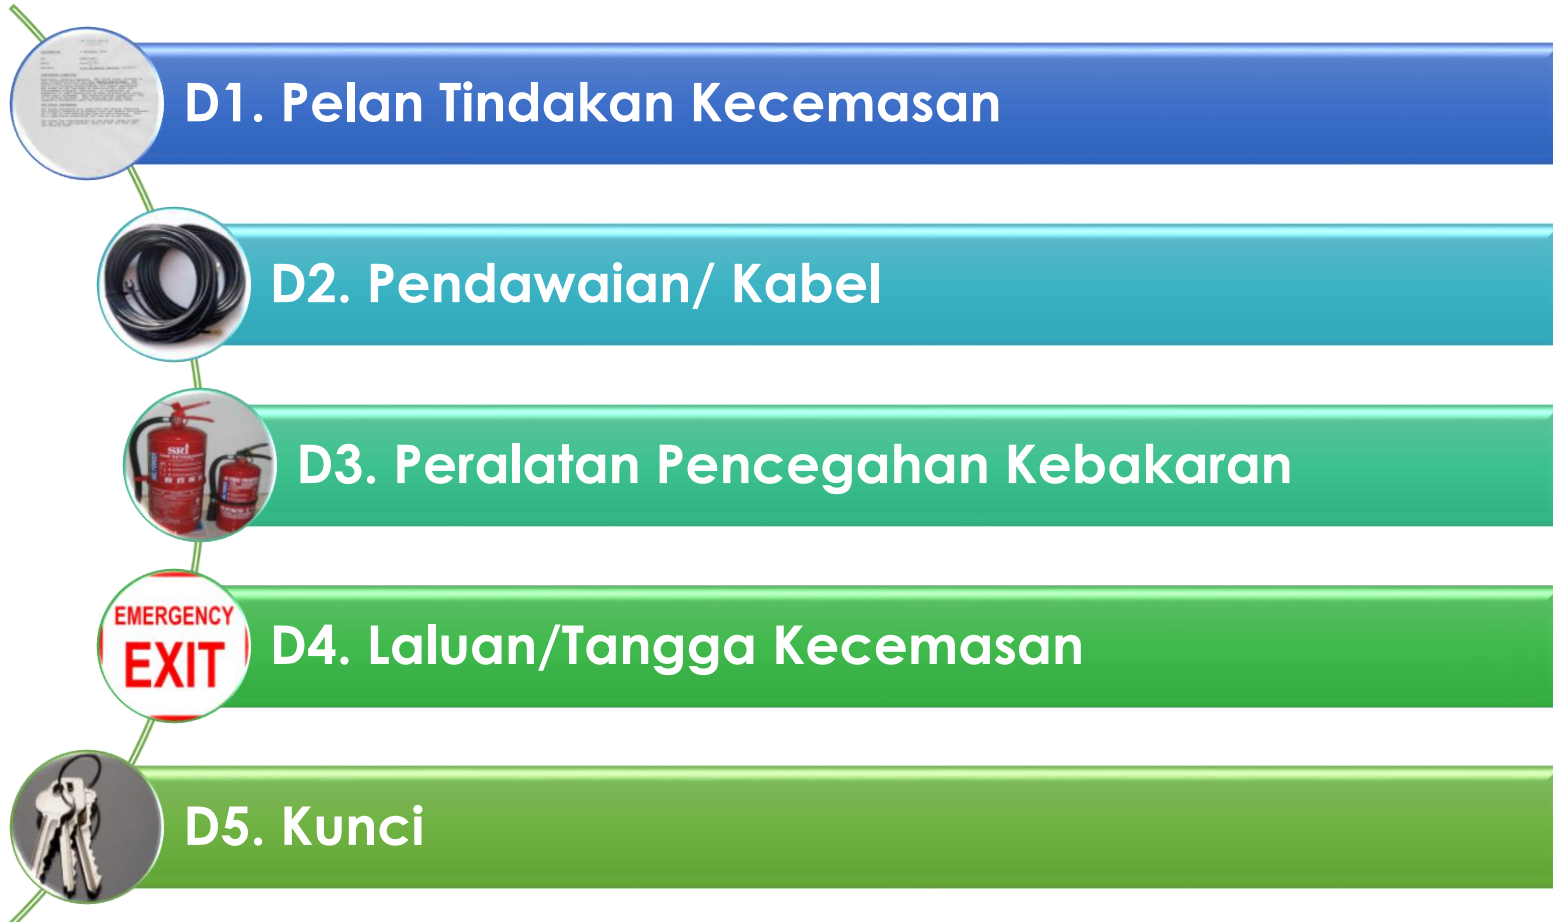 D1. Pelan Tindakan Kecemasan
D2. Pendawaian/ Kabel
SRI
D3. Peralatan Pencegahan Kebakaran
EMERGENCY
EXIT
D4. Laluan/Tangga Kecemasan
D5. Kunci